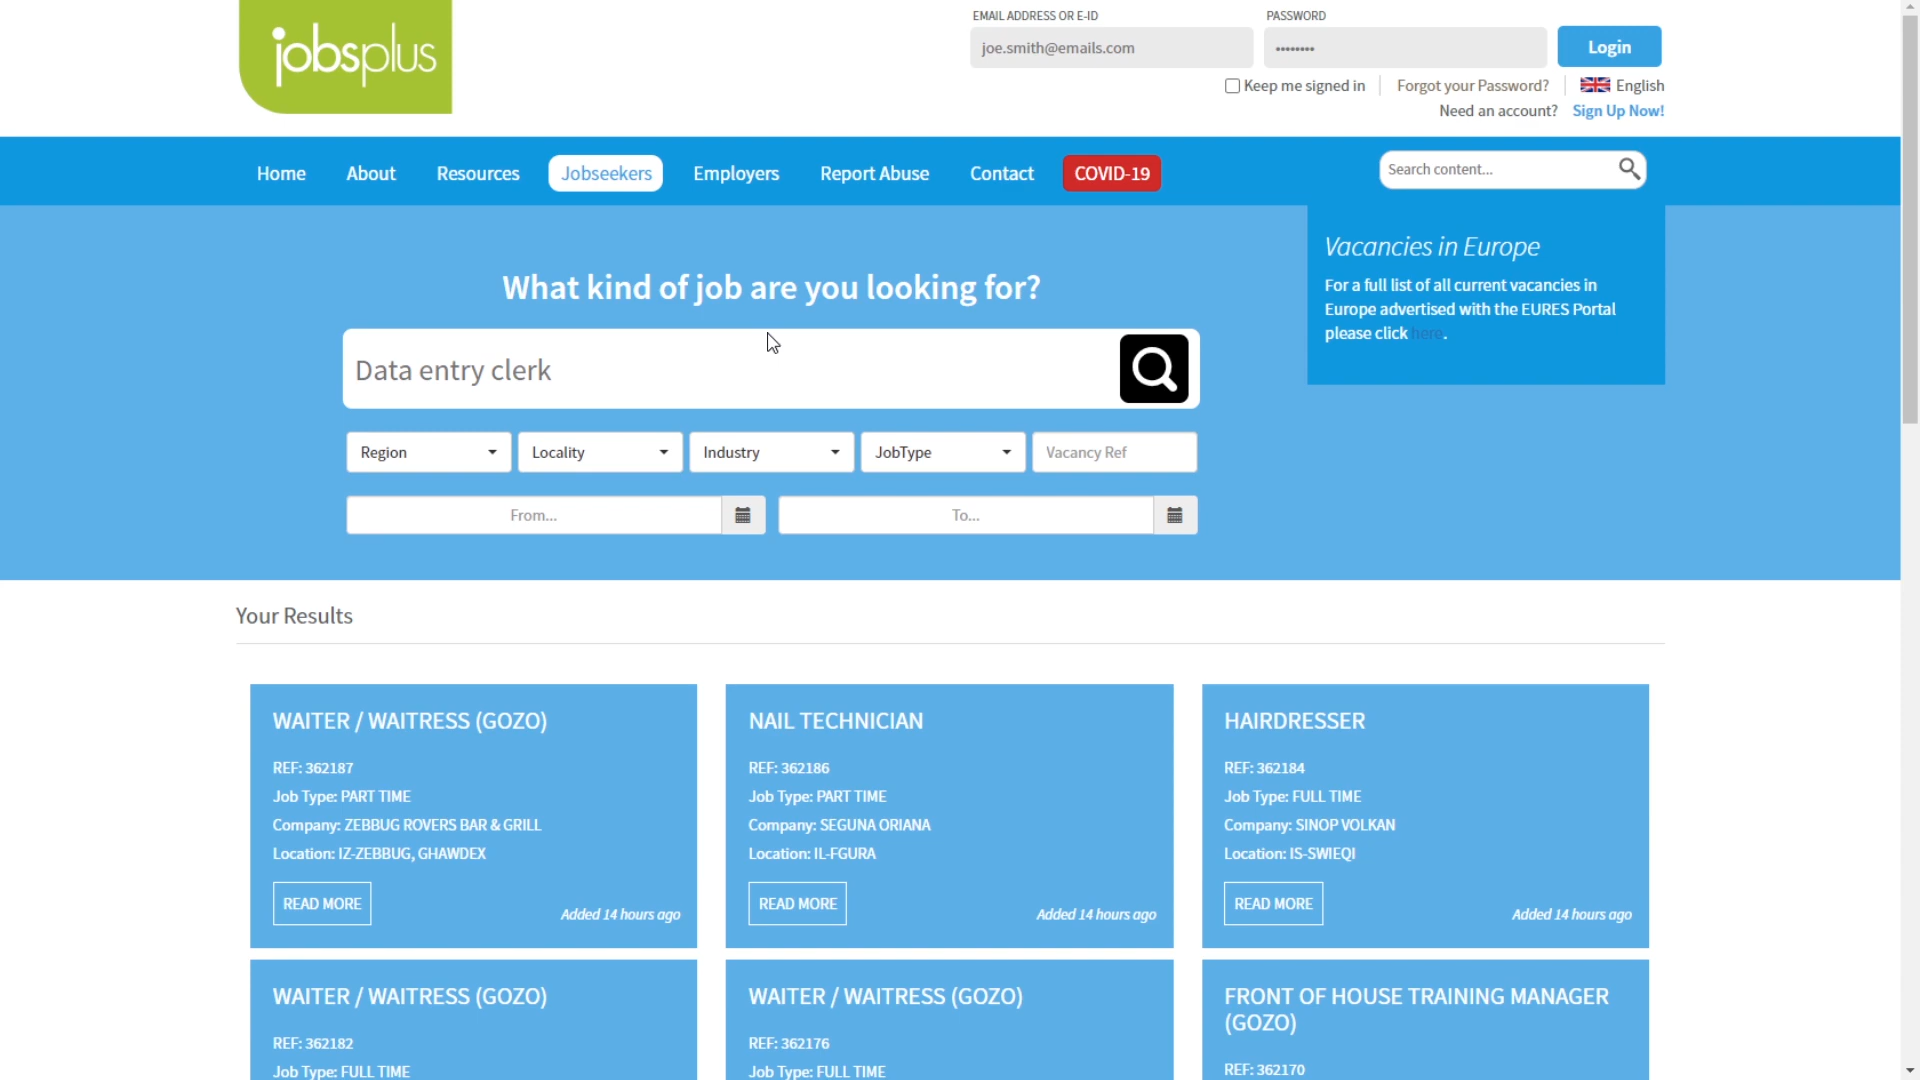 jobsplus
EMAIL ADDRESS OR E-ID
PASSWORD
joe.smith@emails.com
••••••••
Login
Keep me signed in
Forgot your Password?
English
Need an account? Sign Up Now!
Home
About
Resources
Jobseekers
Employers
Report Abuse
Contact
COVID-19
Search content...
What kind of job are you looking for?
Data entry clerk
Region
Locality
Industry
JobType
Vacancy Ref
From...
To...
Vacancies in Europe
For a full list of all current vacancies in
Europe advertised with the EURES Portal
please click here.
Your Results
WAITER / WAITRESS (GOZO)
REF: 362187
Job Type: PART TIME
Company: ZEBBUG ROVERS BAR & GRILL
Location: IZ-ZEBBUG, GHAWDEX
READ MORE
Added 14 hours ago
NAIL TECHNICIAN
REF: 362186
Job Type: PART TIME
Company: SEGUNA ORIANA
Location: IL-FGURA
READ MORE
Added 14 hours ago
HAIRDRESSER
REF: 362184
Job Type: FULL TIME
Company: SINOP VOLKAN
Location: IS-SWIEQI
READ MORE
Added 14 hours ago
WAITER / WAITRESS (GOZO)
REF: 362182
Job Type: FULL TIME
WAITER / WAITRESS (GOZO)
REF: 362176
Job Type: FULL TIME
FRONT OF HOUSE TRAINING MANAGER
(GOZO)
REF: 362170